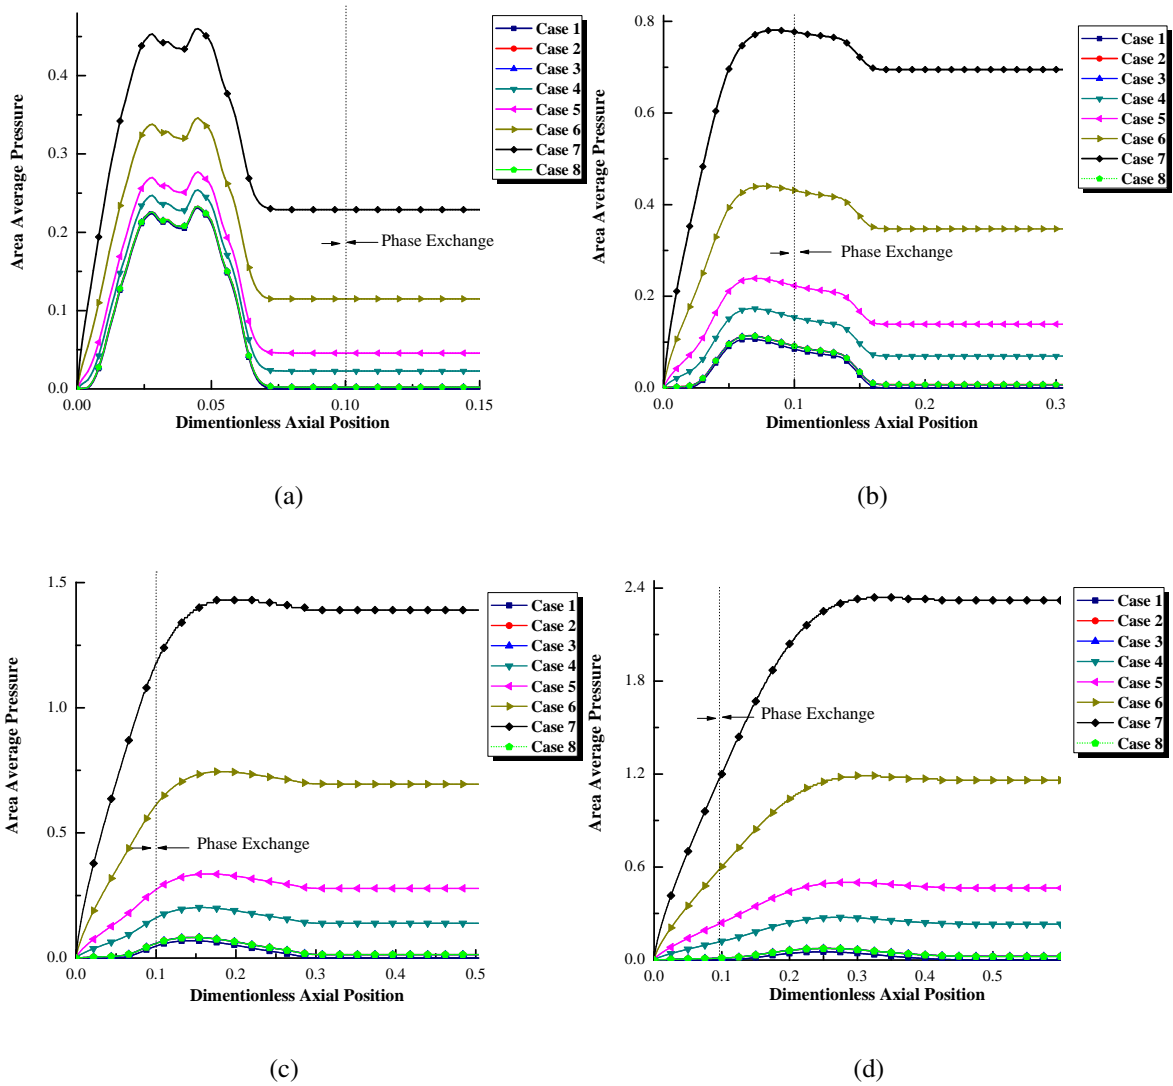 Area Average Pressure
0.4
0.3
0.2
0.1
0.0
0.00
0.05
0.10
0.15
Dimentionless Axial Position
Phase Exchange
Case 1
Case 2
Case 3
Case 4
Case 5
Case 6
Case 7
Case 8
(a)
Area Average Pressure
0.8
0.6
0.4
0.2
0.0
0.0
0.1
0.2
0.3
Dimentionless Axial Position
Phase Exchange
Case 1
Case 2
Case 3
Case 4
Case 5
Case 6
Case 7
Case 8
(b)
Area Average Pressure
1.5
1.0
0.5
0.0
0.0
0.1
0.2
0.3
0.4
0.5
Dimentionless Axial Position
Phase Exchange
Case 1
Case 2
Case 3
Case 4
Case 5
Case 6
Case 7
Case 8
(c)
Area Average Pressure
2.4
1.8
1.2
0.6
0.0
0.0
0.1
0.2
0.3
0.4
0.5
Dimentionless Axial Position
Phase Exchange
Case 1
Case 2
Case 3
Case 4
Case 5
Case 6
Case 7
Case 8
(d)